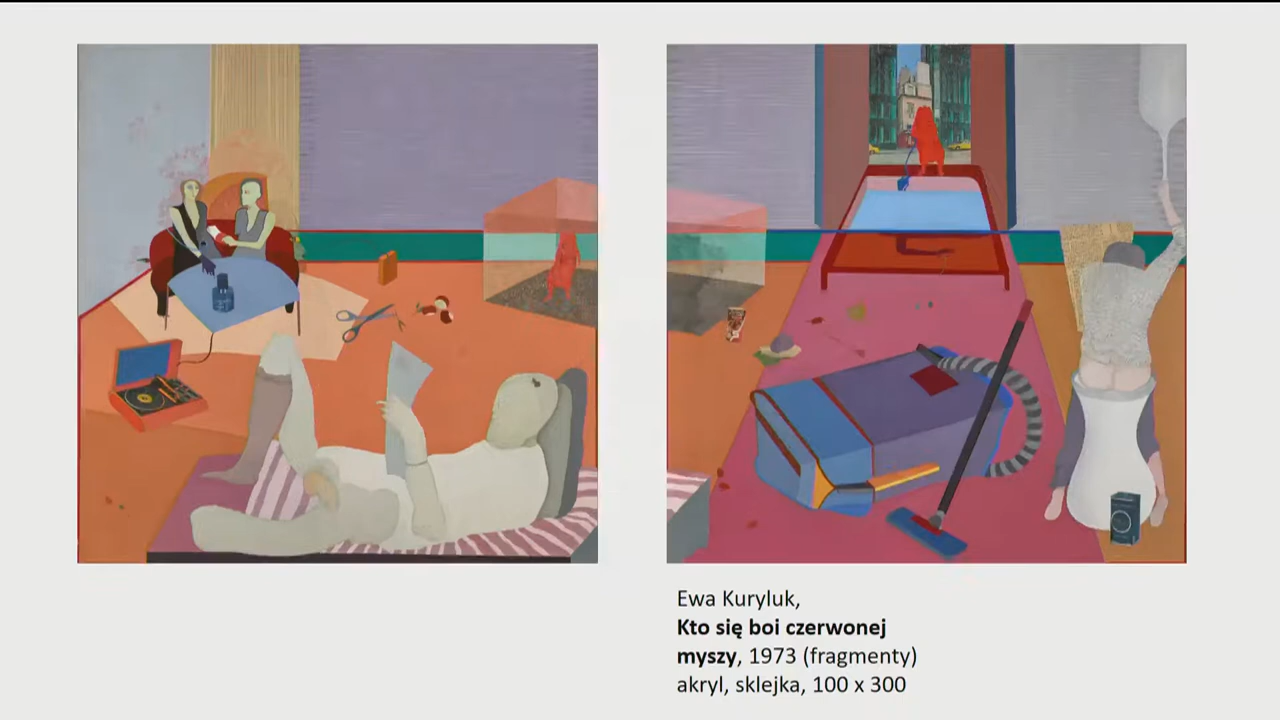 Ewa Kuryluk,
Kto się boi czerwonej
myszy, 1973 (fragmenty)
akryl, sklejka, 100 x 300